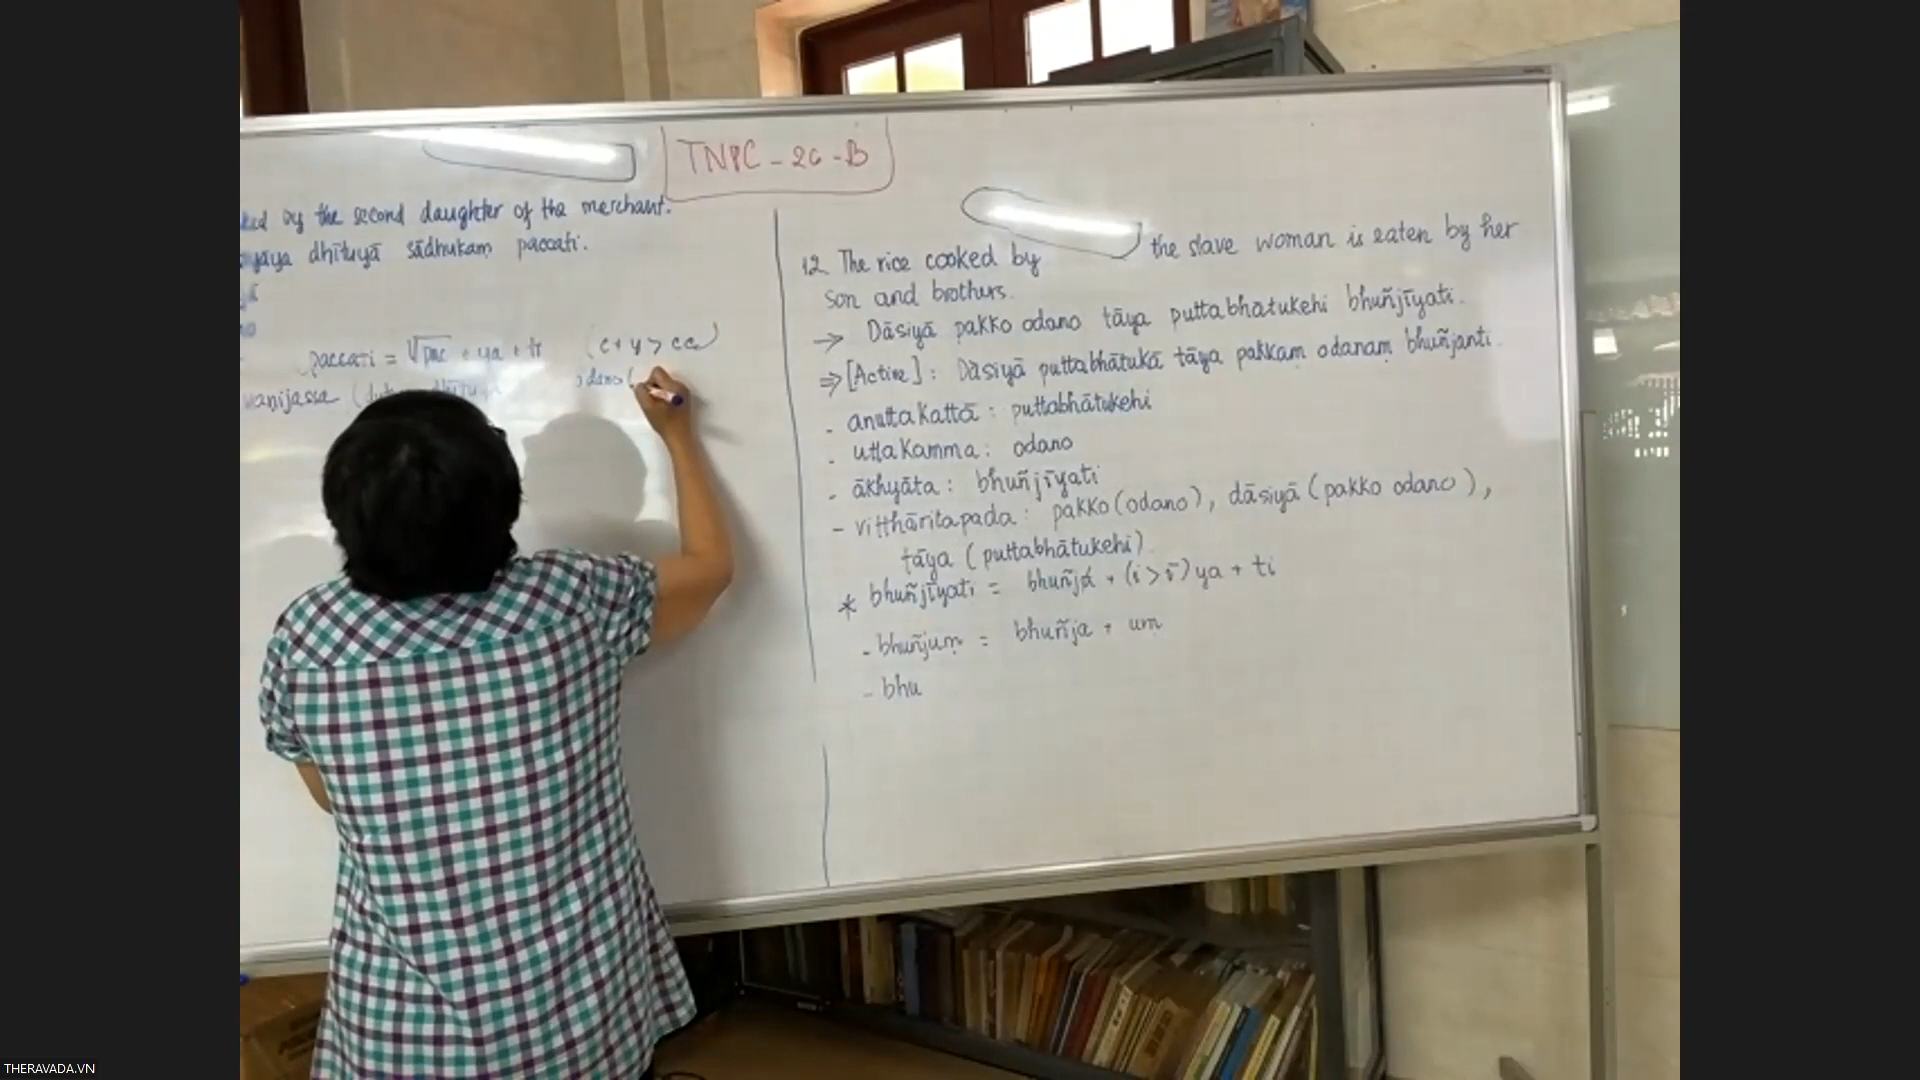 TNPC - 26 - B
by the second daughter of the merchant.
dhītuyā sādhukaṃ paccati.
paccati = √pac + ya + ti (c + y > cc)
vaṇijassa
odano (
12. The rice cooked by the slave woman is eaten by her
son and brothers.
→ Dāsiyā pakko odano tāya puttabhātukehi bhuñjīyati.
⇒ [Active] : Dāsiyā puttabhātukā tāya pakkaṃ odanaṃ bhuñjanti.
- anuttakattā : puttabhātukehi
- uttakamma : odano
- ākhyāta : bhuñjīyati
- vitthāritapada : pakko (odano), dāsiyā (pakko odano),
tāya (puttabhātukehi)
* bhuñjīyati = bhuñja + (i > ī) ya + ti
- bhuñjuṃ = bhuñja + uṃ
- bhu
THERAVADA.VN